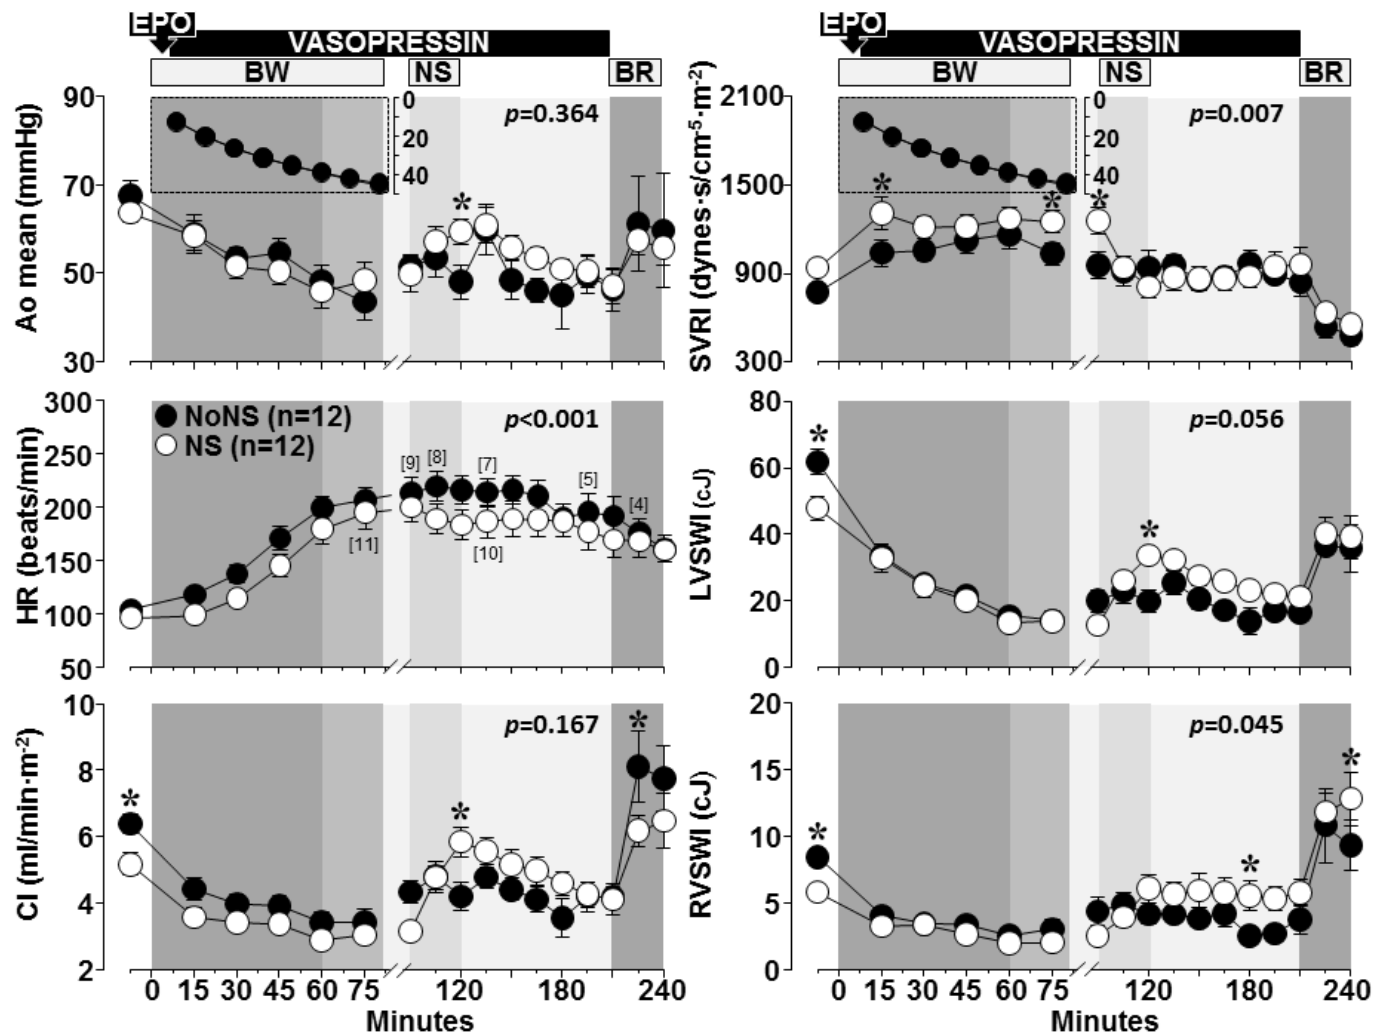 EPO
VASOPRESSIN
BW NS BR
Ao mean (mmHg)
90
70
50
30
0
20
40
p=0.364
*
EPO
VASOPRESSIN
BW NS BR
SVRI (dynes·s/cm⁻⁵·m⁻²)
2100
1500
900
300
0
20
40
p=0.007
* * *
HR (beats/min)
300
250
200
150
100
50
NoNS (n=12)
NS (n=12)
p<0.001
[9] [8] [7] [5] [4]
[11] [10]
LVSWI (cJ)
80
60
40
20
0
p=0.056
* *
CI (ml/min·m⁻²)
10
8
6
4
2
p=0.167
* * *
0 15 30 45 60 75 120 180 240
Minutes
RVSWI (cJ)
20
15
10
5
0
p=0.045
* * *
0 15 30 45 60 75 120 180 240
Minutes